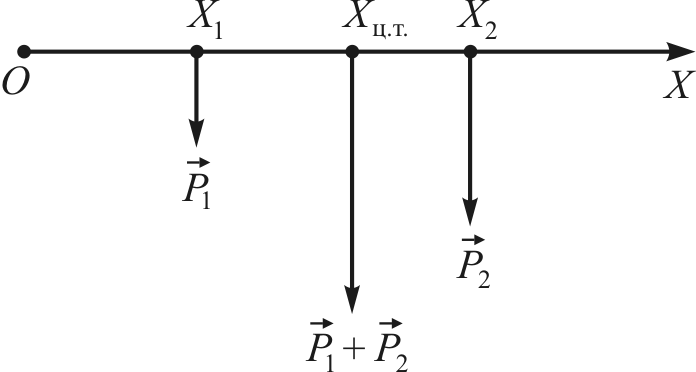 X₁ X_ц.т. X₂
O X
P⃗₁
P⃗₂
P⃗₁ + P⃗₂